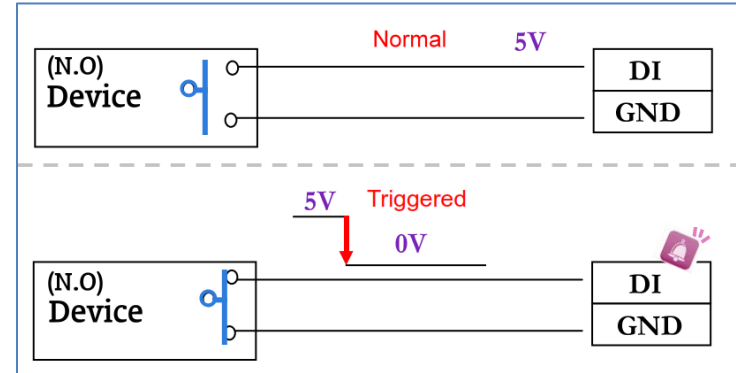 Normal 5V
(N.O)
Device
DI
GND
5V Triggered
0V
(N.O)
Device
DI
GND